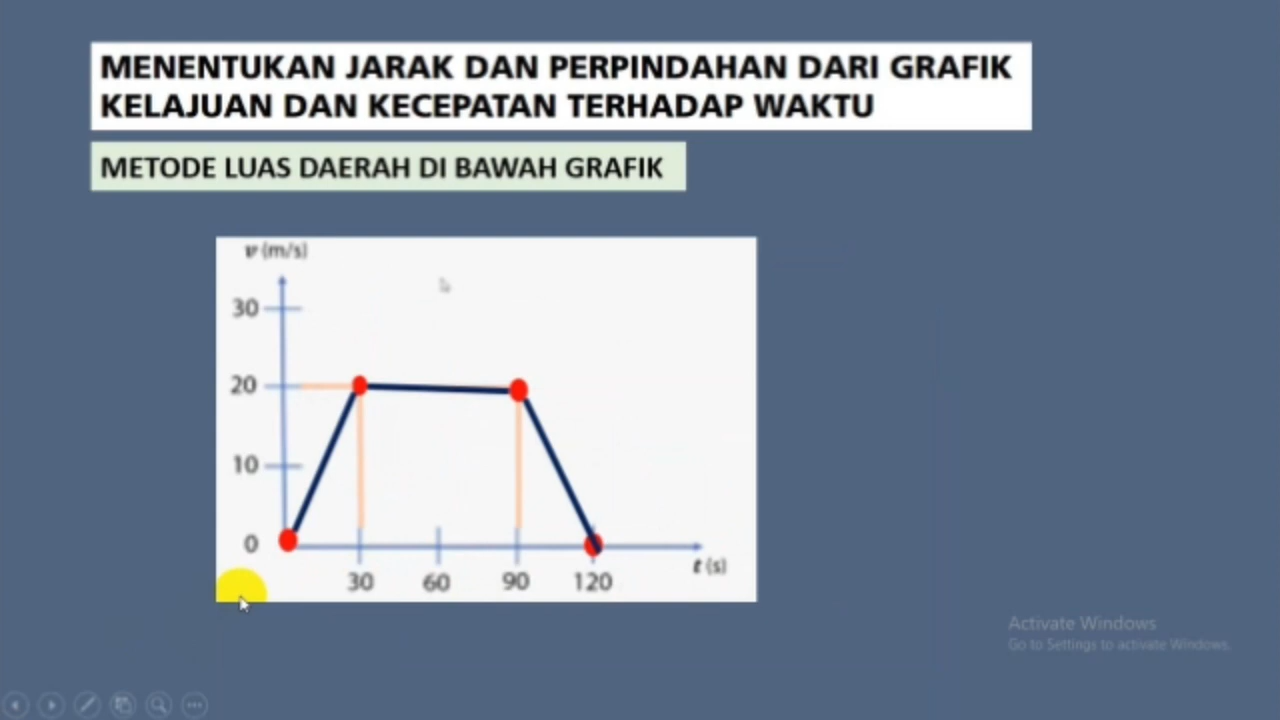 MENENTUKAN JARAK DAN PERPINDAHAN DARI GRAFIK
KELAJUAN DAN KECEPATAN TERHADAP WAKTU
METODE LUAS DAERAH DI BAWAH GRAFIK
v (m/s)
30
20
10
0
30 60 90 120
t (s)
Activate Windows
Go to Settings to activate Windows.